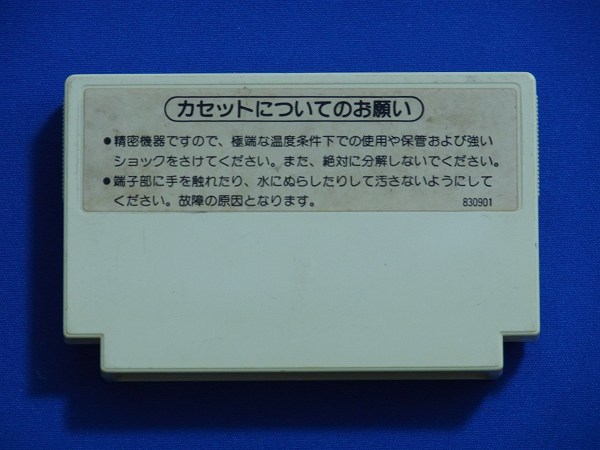 カセットについてのお願い
●精密機器ですので、極端な温度条件下での使用や保管および強い
ショックをさけてください。また、絶対に分解しないでください。
●端子部に手を触れたり、水にぬらしたりして汚さないようにして
ください。故障の原因となります。 830901